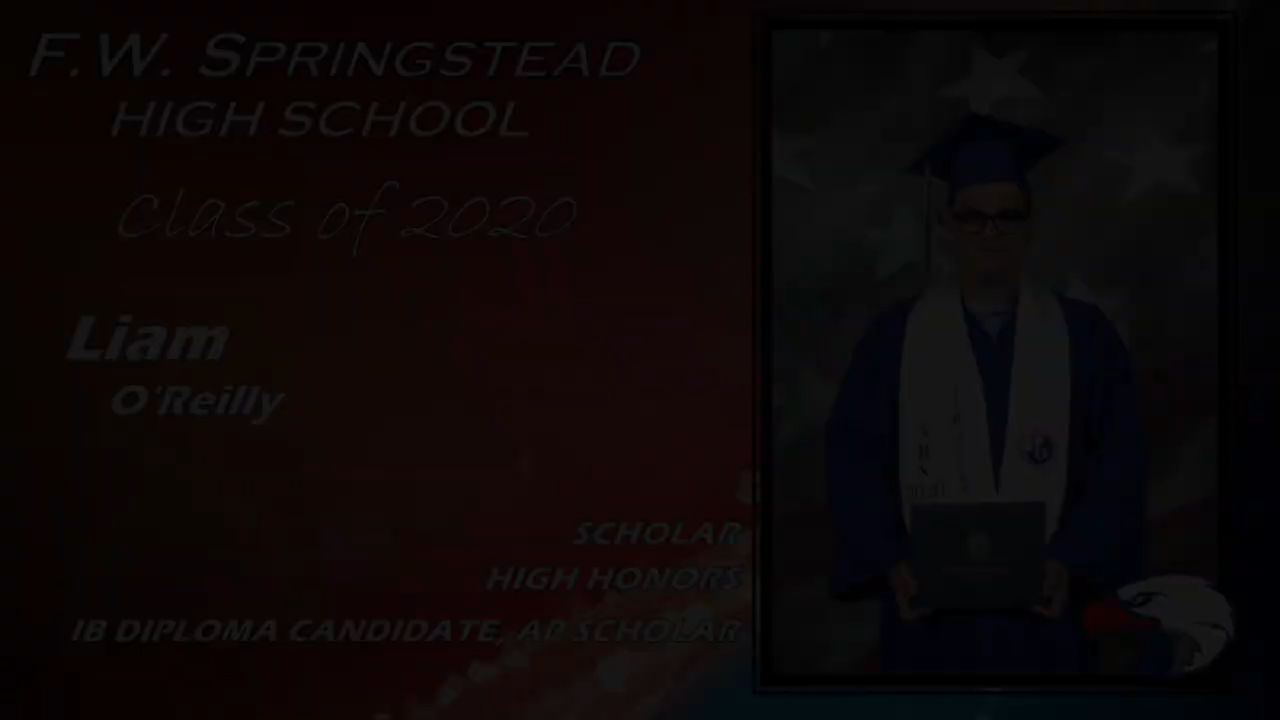 F.W. SPRINGSTEAD
HIGH SCHOOL
Class of 2020
Liam
O'Reilly
SCHOLAR
HIGH HONORS
IB DIPLOMA CANDIDATE, AP SCHOLAR